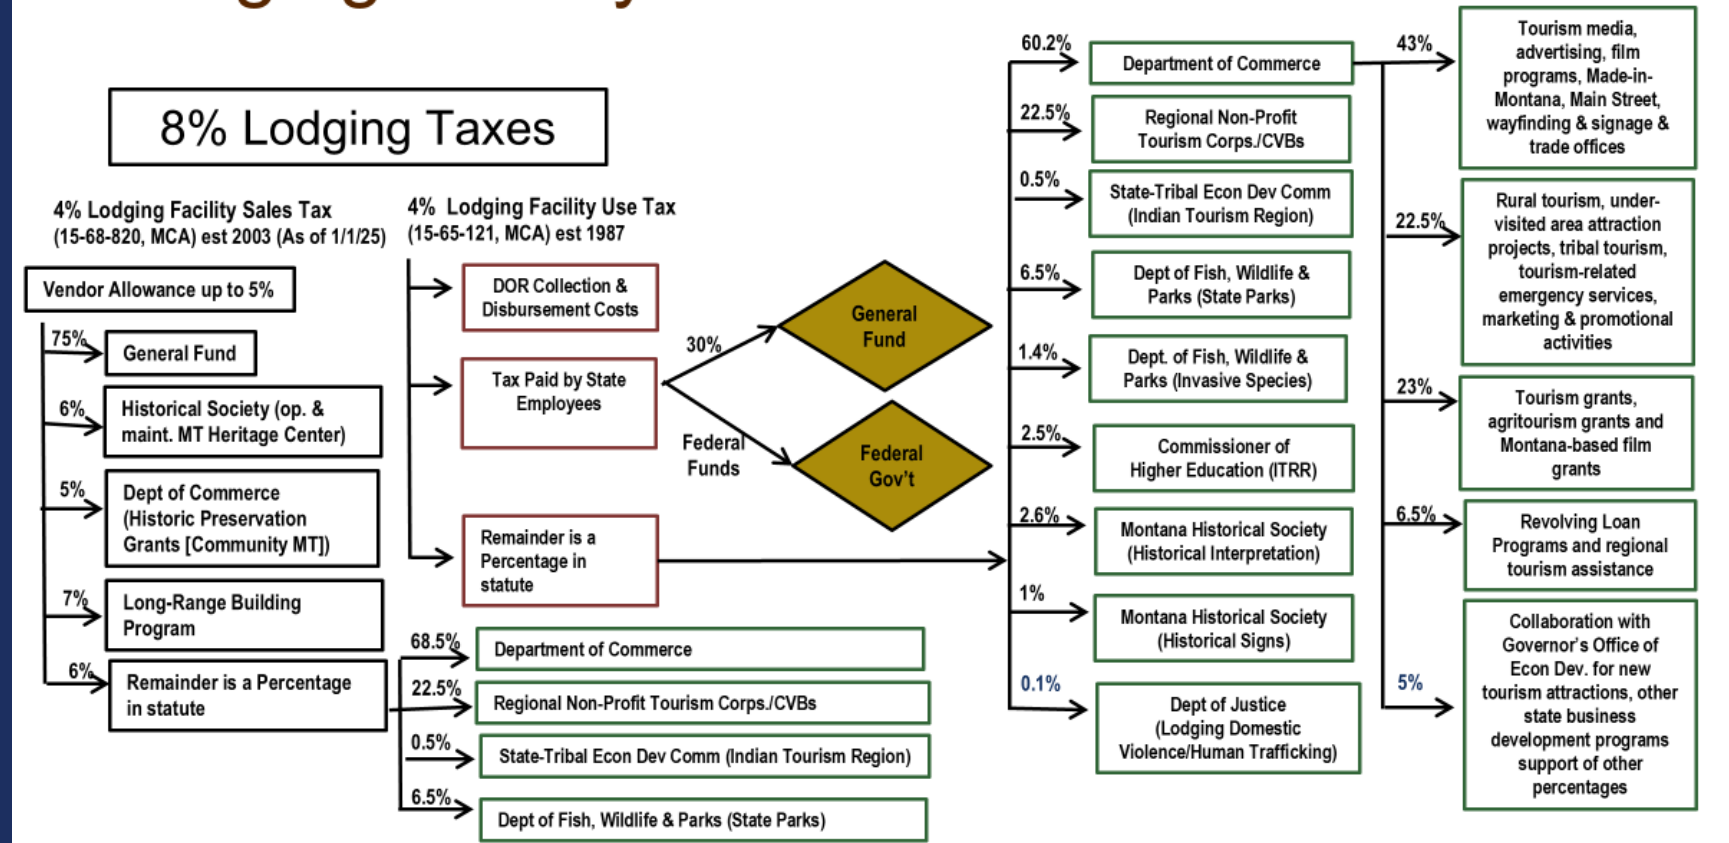 8% Lodging Taxes
4% Lodging Facility Sales Tax
(15-68-820, MCA) est 2003 (As of 1/1/25)
Vendor Allowance up to 5%
75%
General Fund
6%
Historical Society (op. &
maint. MT Heritage Center)
5%
Dept of Commerce
(Historic Preservation
Grants [Community MT])
7%
Long-Range Building
Program
6%
Remainder is a Percentage
in statute
68.5%
Department of Commerce
22.5%
Regional Non-Profit Tourism Corps./CVBs
0.5%
State-Tribal Econ Dev Comm (Indian Tourism Region)
6.5%
Dept of Fish, Wildlife & Parks (State Parks)
4% Lodging Facility Use Tax
(15-65-121, MCA) est 1987
DOR Collection &
Disbursement Costs
Tax Paid by State
Employees
30%
General
Fund
Federal
Funds
Federal
Gov't
Remainder is a
Percentage in
statute
60.2%
Department of Commerce
22.5%
Regional Non-Profit
Tourism Corps./CVBs
0.5%
State-Tribal Econ Dev Comm
(Indian Tourism Region)
6.5%
Dept of Fish, Wildlife &
Parks (State Parks)
1.4%
Dept. of Fish, Wildlife &
Parks (Invasive Species)
2.5%
Commissioner of
Higher Education (ITRR)
2.6%
Montana Historical Society
(Historical Interpretation)
1%
Montana Historical Society
(Historical Signs)
0.1%
Dept of Justice
(Lodging Domestic
Violence/Human Trafficking)
43%
Tourism media,
advertising, film
programs, Made-in-
Montana, Main Street,
wayfinding & signage &
trade offices
22.5%
Rural tourism, under-
visited area attraction
projects, tribal tourism,
tourism-related
emergency services,
marketing & promotional
activities
23%
Tourism grants,
agritourism grants and
Montana-based film
grants
6.5%
Revolving Loan
Programs and regional
tourism assistance
5%
Collaboration with
Governor's Office of
Econ Dev. for new
tourism attractions, other
state business
development programs
support of other
percentages